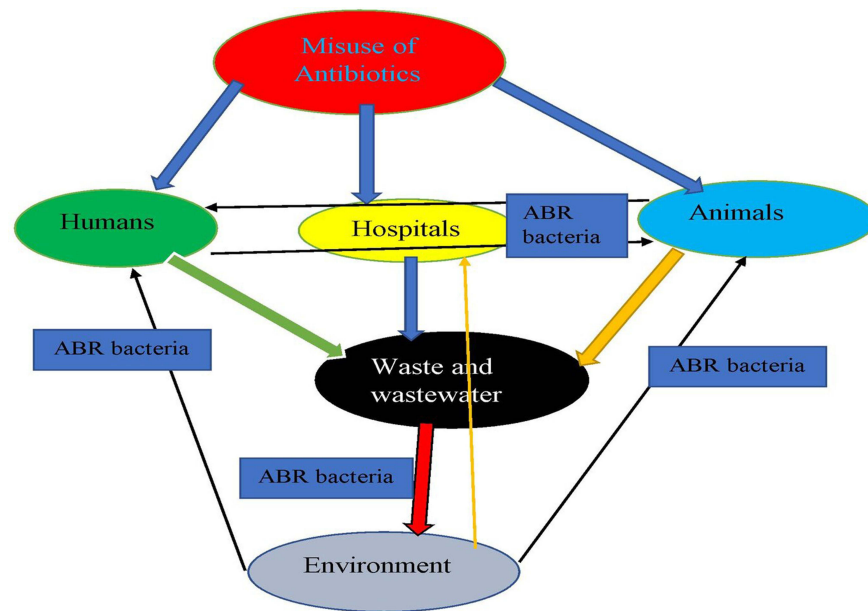 Misuse of
Antibiotics
Humans
Hospitals
ABR
bacteria
Animals
ABR bacteria
Waste and
wastewater
ABR bacteria
ABR bacteria
Environment